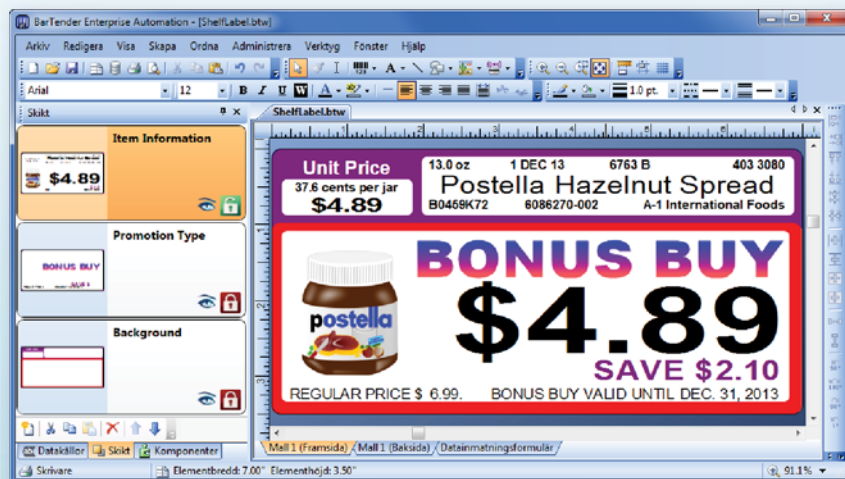 BarTender Enterprise Automation - [ShelfLabel.btw]
Arkiv Redigera Visa Skapa Ordna Administrera Verktyg Fönster Hjälp
Arial 12 B I U W A 1.0 pt.
Skikt
ShelfLabel.btw
Item Information
$4.89
Promotion Type
BONUS BUY
Background
Unit Price
37.6 cents per jar
$4.89
13.0 oz 1 DEC 13 6763 B 403 3080
Postella Hazelnut Spread
B0469K72 6086270-002 A-1 International Foods
BONUS BUY
postella
$4.89
SAVE $2.10
REGULAR PRICE $ 6.99. BONUS BUY VALID UNTIL DEC. 31, 2013
Datakällor Skikt Komponenter
Mall 1 (Framsida) Mall 1 (Baksida) Datainmatningsformulär
Skrivare Elementbredd: 7.00" Elementhöjd: 3.50" 91.1%